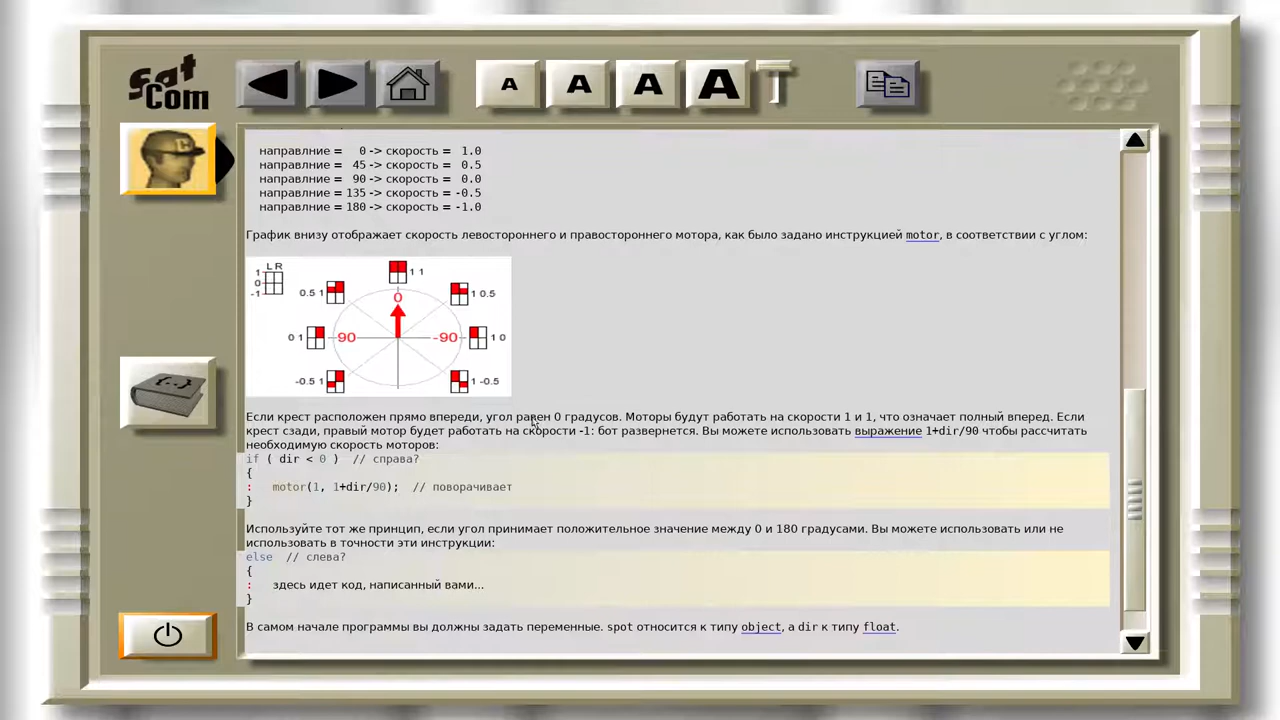 Sat
Com
A A A A T
направлние =   0 -> скорость =  1.0
направлние =  45 -> скорость =  0.5
направлние =  90 -> скорость =  0.0
направлние = 135 -> скорость = -0.5
направлние = 180 -> скорость = -1.0
График внизу отображает скорость левостороннего и правостороннего мотора, как было задано инструкцией motor, в соответствии с углом:
L R
1
0
-1
1 1
0.5 1
0
1 0.5
0 1
90
-90
1 0
-0.5 1
1 -0.5
Если крест расположен прямо впереди, угол равен 0 градусов. Моторы будут работать на скорости 1 и 1, что означает полный вперед. Если
крест сзади, правый мотор будет работать на скорости -1: бот развернется. Вы можете использовать выражение 1+dir/90 чтобы рассчитать
необходимую скорость моторов:
if ( dir < 0 )  // справа?
{
:   motor(1, 1+dir/90);  // поворачивает
}
Используйте тот же принцип, если угол принимает положительное значение между 0 и 180 градусами. Вы можете использовать или не
использовать в точности эти инструкции:
else  // слева?
{
:   здесь идет код, написанный вами...
}
В самом начале программы вы должны задать переменные. spot относится к типу object, а dir к типу float.